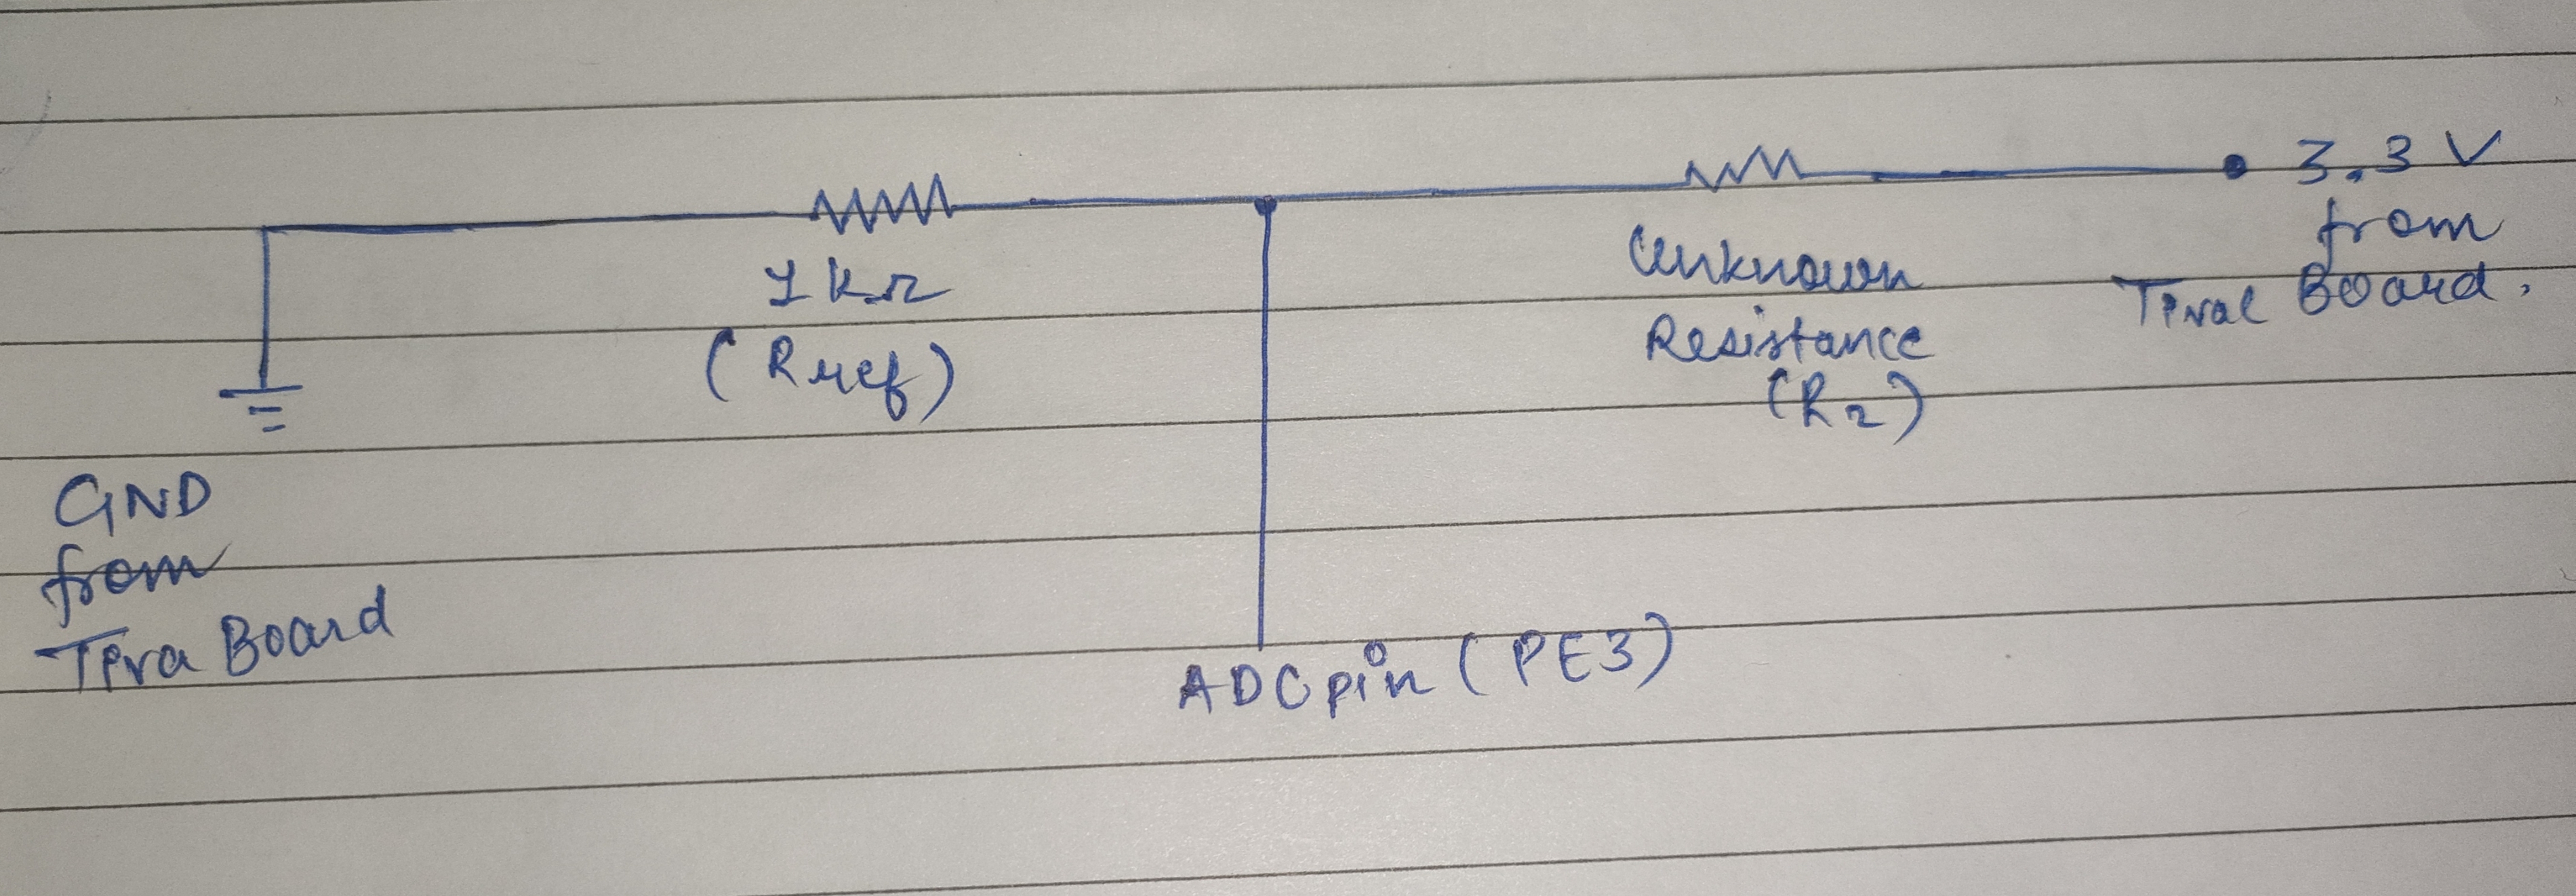 3.3 V
from
Tival Board.
1 kΩ
(Rref)
Unknown
Resistance
(R2)
GND
from
Tiva Board
ADC pin (PE3)